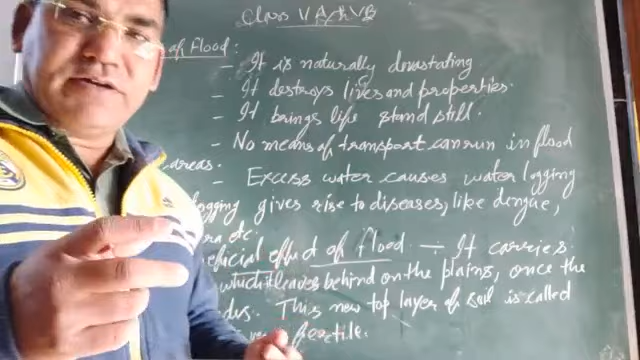 Class V A & V B
of Flood :
- It is naturally devastating
- It destroys lives and properties.
- It brings life stand still.
- No means of transport can run in flood
areas.
- Excess water causes water logging
logging gives rise to diseases, like dengue,
etc.
effect of flood - It carries
which it leaves behind on the plains, once the
This new top layer of soil is called
fertile.